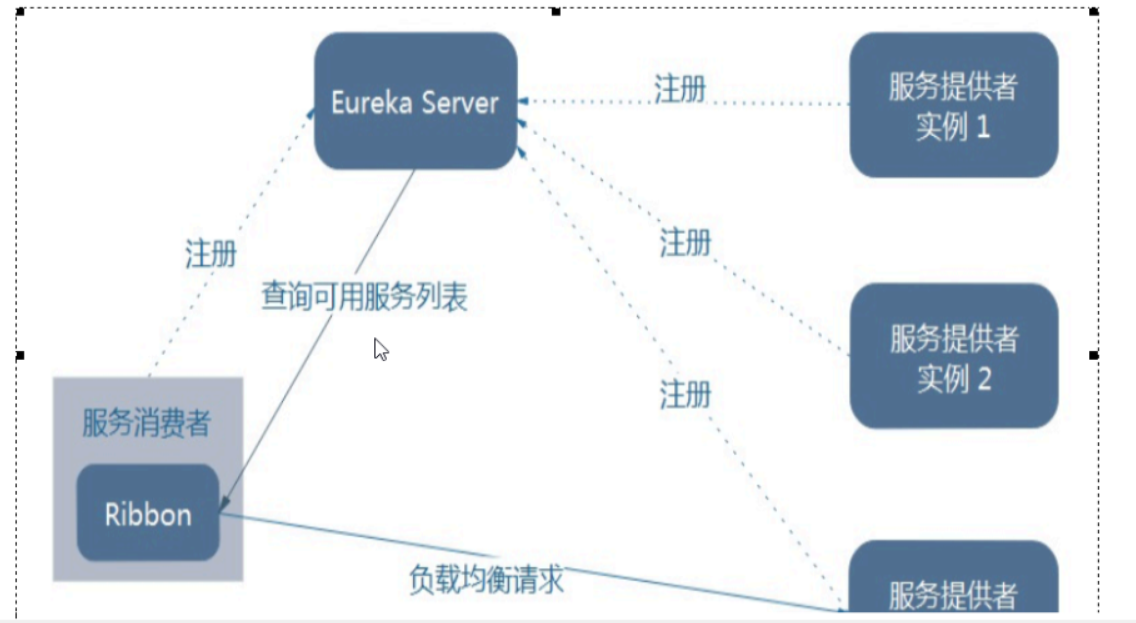 Eureka Server
注册
服务提供者
实例 1
注册
注册
查询可用服务列表
服务提供者
实例 2
注册
服务消费者
Ribbon
负载均衡请求
服务提供者